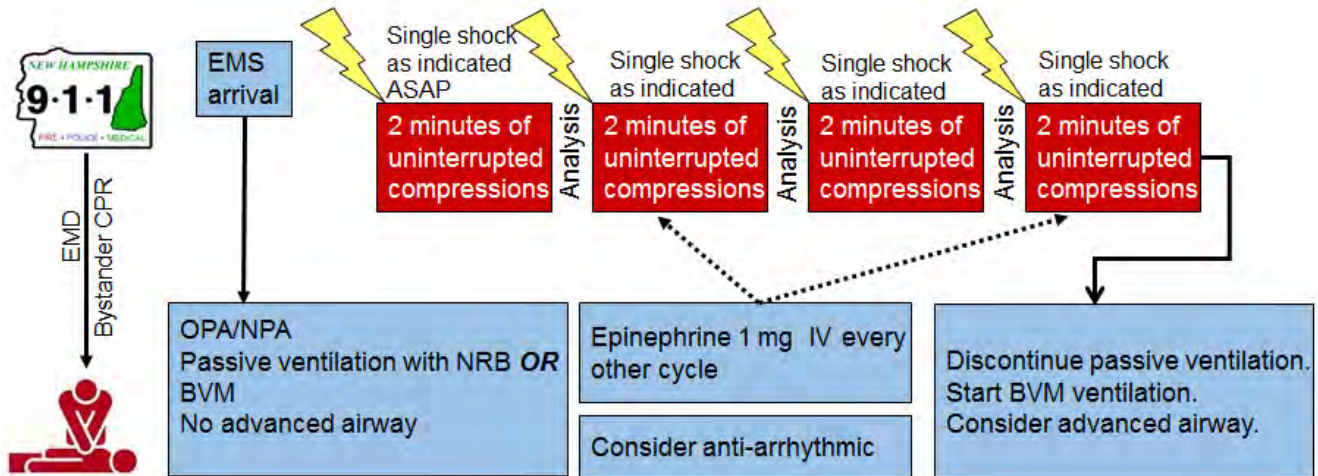 NEW HAMPSHIRE
9·1·1
FIRE • POLICE • MEDICAL
EMD
Bystander CPR
EMS
arrival
Single shock
as indicated
ASAP
2 minutes of
uninterrupted
compressions
Analysis
Single shock
as indicated
2 minutes of
uninterrupted
compressions
Analysis
Single shock
as indicated
2 minutes of
uninterrupted
compressions
Analysis
Single shock
as indicated
2 minutes of
uninterrupted
compressions
OPA/NPA
Passive ventilation with NRB OR
BVM
No advanced airway
Epinephrine 1 mg IV every
other cycle
Consider anti-arrhythmic
Discontinue passive ventilation.
Start BVM ventilation.
Consider advanced airway.